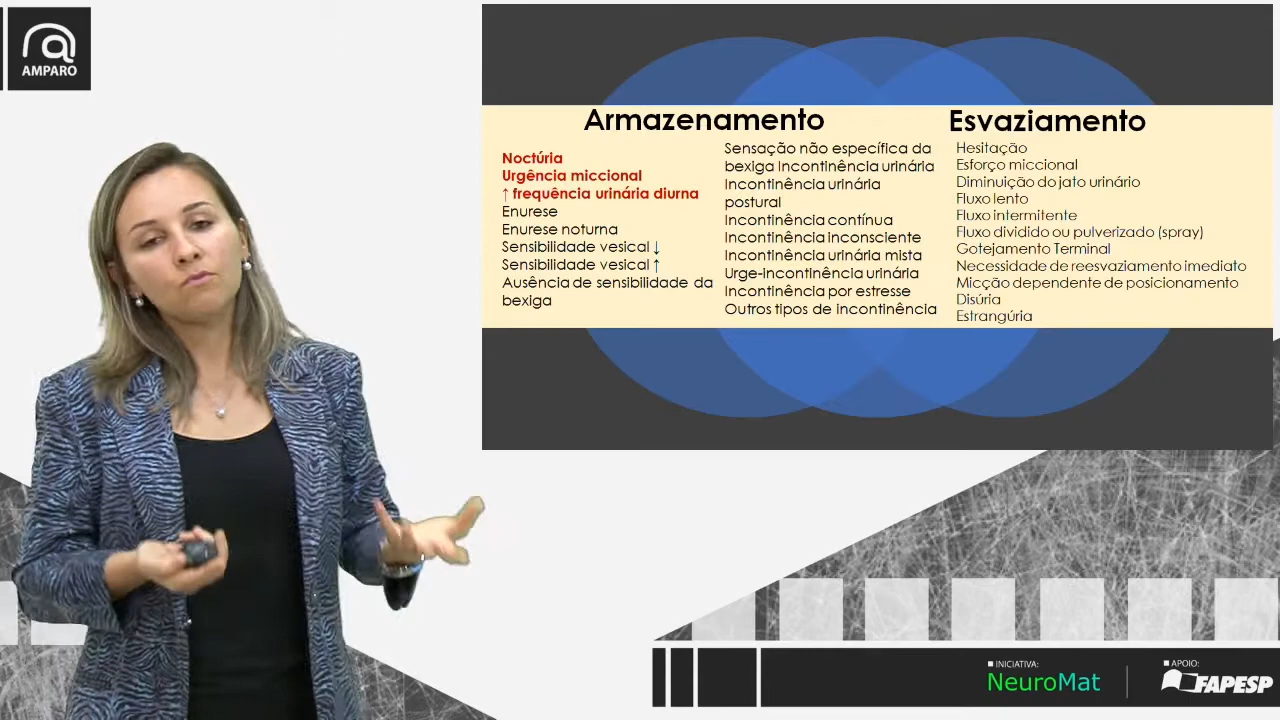 AMPARO
Armazenamento
Noctúria
Urgência miccional
↑ frequência urinária diurna
Enurese
Enurese noturna
Sensibilidade vesical ↓
Sensibilidade vesical ↑
Ausência de sensibilidade da
bexiga
Sensação não específica da
bexiga Incontinência urinária
Incontinência urinária
postural
Incontinência contínua
Incontinência inconsciente
Incontinência urinária mista
Urge-incontinência urinária
Incontinência por estresse
Outros tipos de incontinência
Esvaziamento
Hesitação
Esforço miccional
Diminuição do jato urinário
Fluxo lento
Fluxo intermitente
Fluxo dividido ou pulverizado (spray)
Gotejamento Terminal
Necessidade de reesvaziamento imediato
Micção dependente de posicionamento
Disúria
Estrangúria
INICIATIVA:
NeuroMat
APOIO:
FAPESP